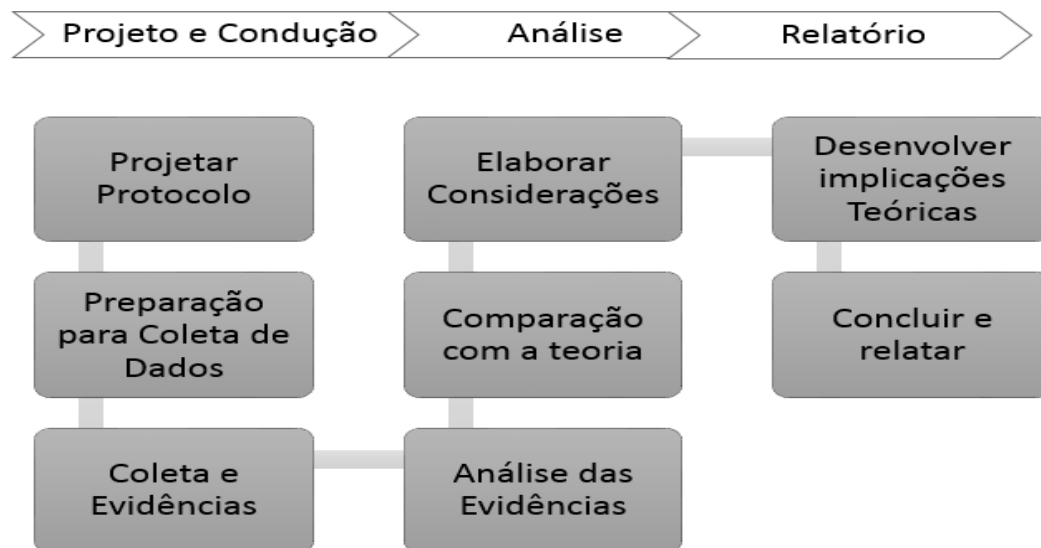 Projeto e Condução
Análise
Relatório
Projetar
Protocolo
Preparação
para Coleta de
Dados
Coleta e
Evidências
Elaborar
Considerações
Comparação
com a teoria
Análise das
Evidências
Desenvolver
implicações
Teóricas
Concluir e
relatar